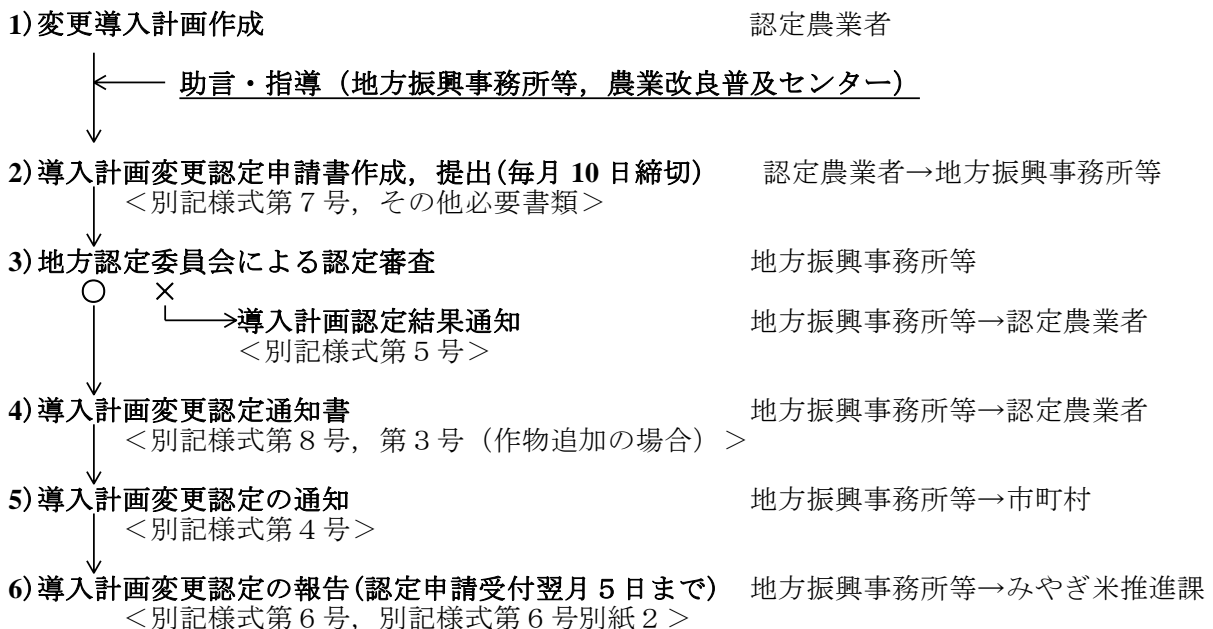 1)変更導入計画作成 認定農業者
助言・指導（地方振興事務所等，農業改良普及センター）
2)導入計画変更認定申請書作成，提出(毎月 10 日締切) 認定農業者→地方振興事務所等
＜別記様式第７号，その他必要書類＞
3)地方認定委員会による認定審査 地方振興事務所等
○ ×
導入計画認定結果通知 地方振興事務所等→認定農業者
＜別記様式第５号＞
4)導入計画変更認定通知書 地方振興事務所等→認定農業者
＜別記様式第８号，第３号（作物追加の場合）＞
5)導入計画変更認定の通知 地方振興事務所等→市町村
＜別記様式第４号＞
6)導入計画変更認定の報告(認定申請受付翌月５日まで) 地方振興事務所等→みやぎ米推進課
＜別記様式第６号，別記様式第６号別紙２＞